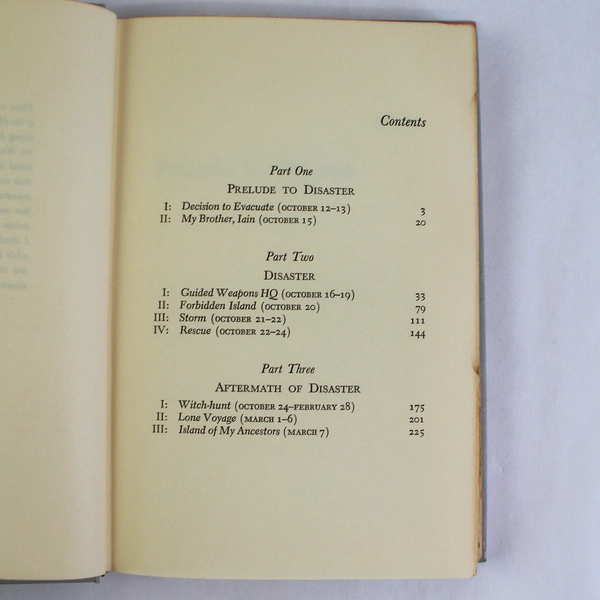 Contents
Part One
PRELUDE TO DISASTER
I: Decision to Evacuate (OCTOBER 12–13) 3
II: My Brother, Iain (OCTOBER 15) 20
Part Two
DISASTER
I: Guided Weapons HQ (OCTOBER 16–19) 33
II: Forbidden Island (OCTOBER 20) 79
III: Storm (OCTOBER 21–22) 111
IV: Rescue (OCTOBER 22–24) 144
Part Three
AFTERMATH OF DISASTER
I: Witch-hunt (OCTOBER 24–FEBRUARY 28) 175
II: Lone Voyage (MARCH 1–6) 201
III: Island of My Ancestors (MARCH 7) 225